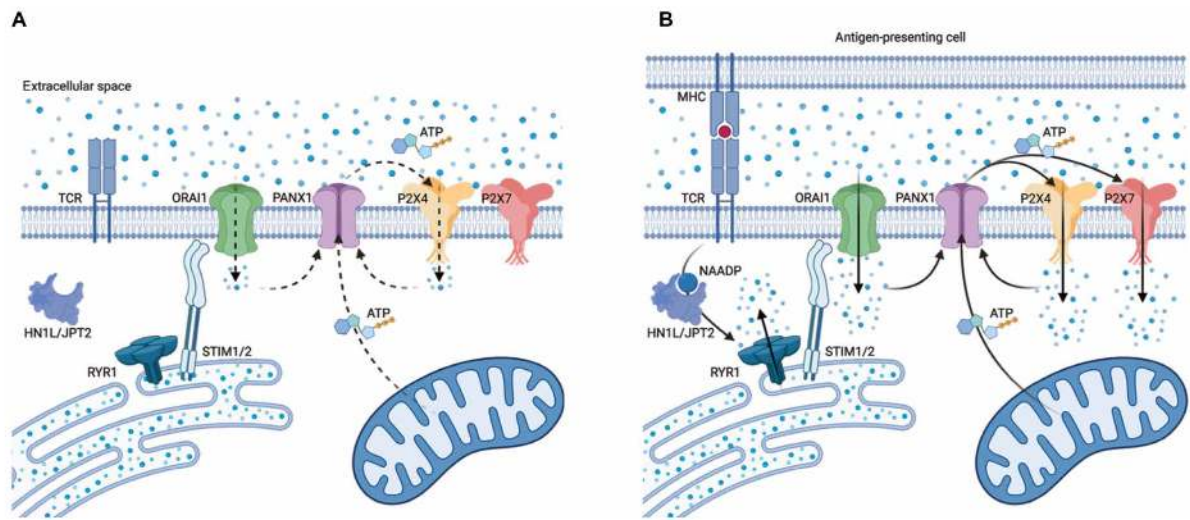 A
Extracellular space
ATP
TCR
ORAI1
PANX1
P2X4
P2X7
HN1L/JPT2
ATP
STIM1/2
RYR1
B
Antigen-presenting cell
MHC
ATP
TCR
ORAI1
PANX1
P2X4
P2X7
NAADP
HN1L/JPT2
ATP
STIM1/2
RYR1